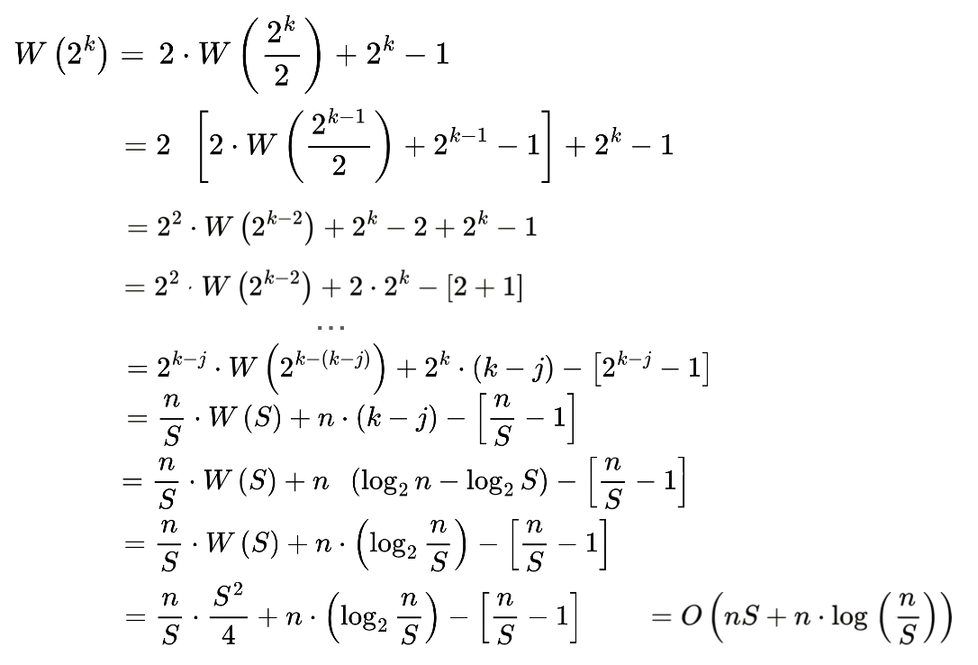 W(2^k) = 2 · W(2^k/2) + 2^k − 1
= 2 [2 · W(2^{k−1}/2) + 2^{k−1} − 1] + 2^k − 1
= 2^2 · W(2^{k−2}) + 2^k − 2 + 2^k − 1
= 2^2 · W(2^{k−2}) + 2 · 2^k − [2 + 1]
...
= 2^{k−j} · W(2^{k−(k−j)}) + 2^k · (k − j) − [2^{k−j} − 1]
= n/S · W(S) + n · (k − j) − [n/S − 1]
= n/S · W(S) + n (log_2 n − log_2 S) − [n/S − 1]
= n/S · W(S) + n · (log_2 n/S) − [n/S − 1]
= n/S · S^2/4 + n · (log_2 n/S) − [n/S − 1] = O(nS + n · log(n/S))